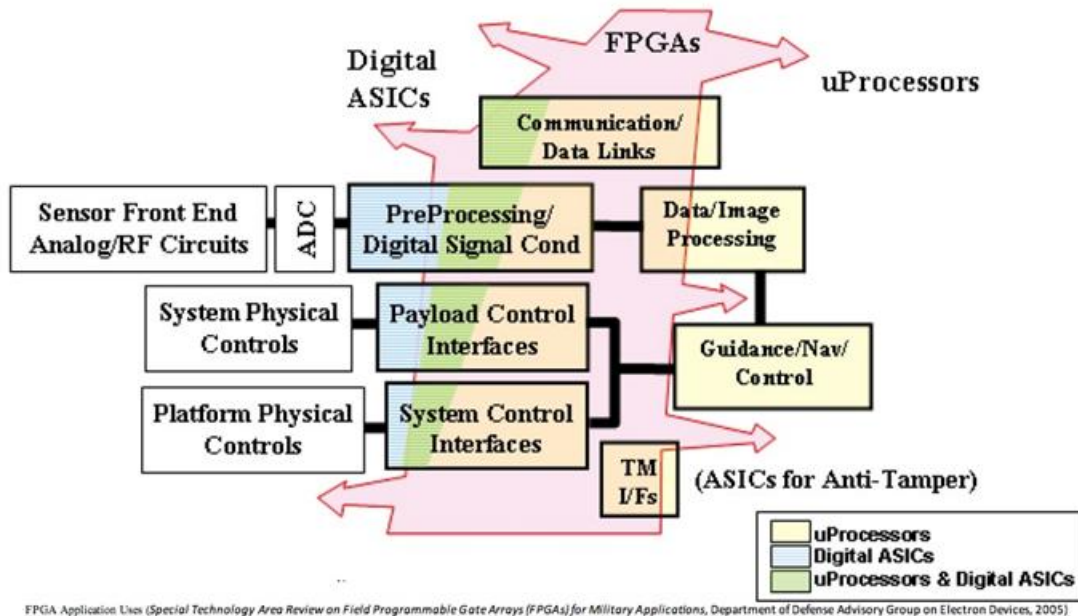 FPGAs
Digital
ASICs
uProcessors
Communication/
Data Links
Sensor Front End
Analog/RF Circuits
ADC
PreProcessing/
Digital Signal Cond
Data/Image
Processing
System Physical
Controls
Payload Control
Interfaces
Guidance/Nav/
Control
Platform Physical
Controls
System Control
Interfaces
TM
I/Fs
(ASICs for Anti-Tamper)
uProcessors
Digital ASICs
uProcessors & Digital ASICs
FPGA Application Uses (Special Technology Area Review on Field Programmable Gate Arrays (FPGAs) for Military Applications, Department of Defense Advisory Group on Electron Devices, 2005)